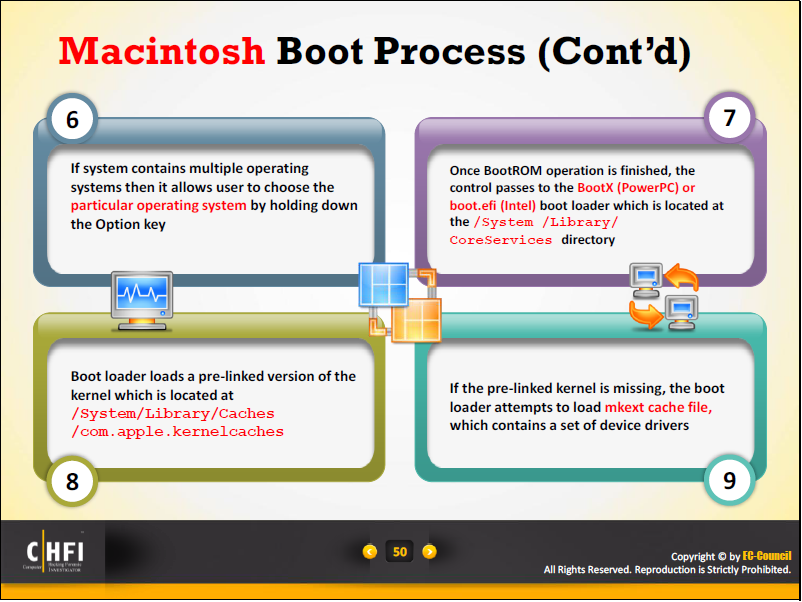 Macintosh Boot Process (Cont’d)
6
If system contains multiple operating
systems then it allows user to choose the
particular operating system by holding down
the Option key
7
Once BootROM operation is finished, the
control passes to the BootX (PowerPC) or
boot.efi (Intel) boot loader which is located at
the /System /Library/
CoreServices directory
Boot loader loads a pre-linked version of the
kernel which is located at
/System/Library/Caches
/com.apple.kernelcaches
8
If the pre-linked kernel is missing, the boot
loader attempts to load mkext cache file,
which contains a set of device drivers
9
CHFI
Computer Hacking Forensic
INVESTIGATOR
50
Copyright © by EC-Council
All Rights Reserved. Reproduction is Strictly Prohibited.